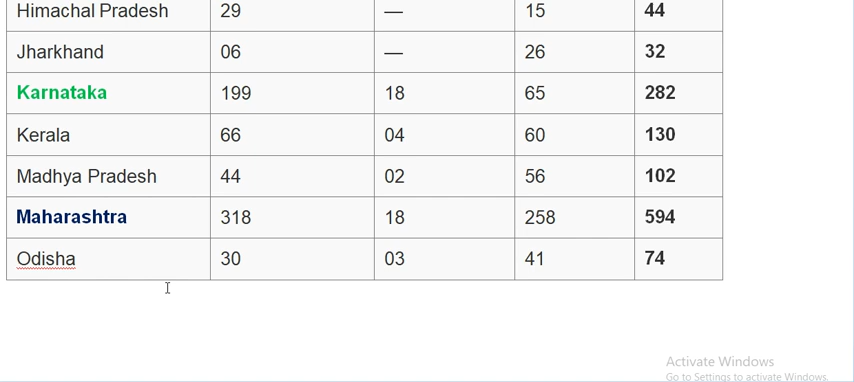 Himachal Pradesh 29 — 15 44
Jharkhand 06 — 26 32
Karnataka 199 18 65 282
Kerala 66 04 60 130
Madhya Pradesh 44 02 56 102
Maharashtra 318 18 258 594
Odisha 30 03 41 74
Activate Windows
Go to Settings to activate Windows.